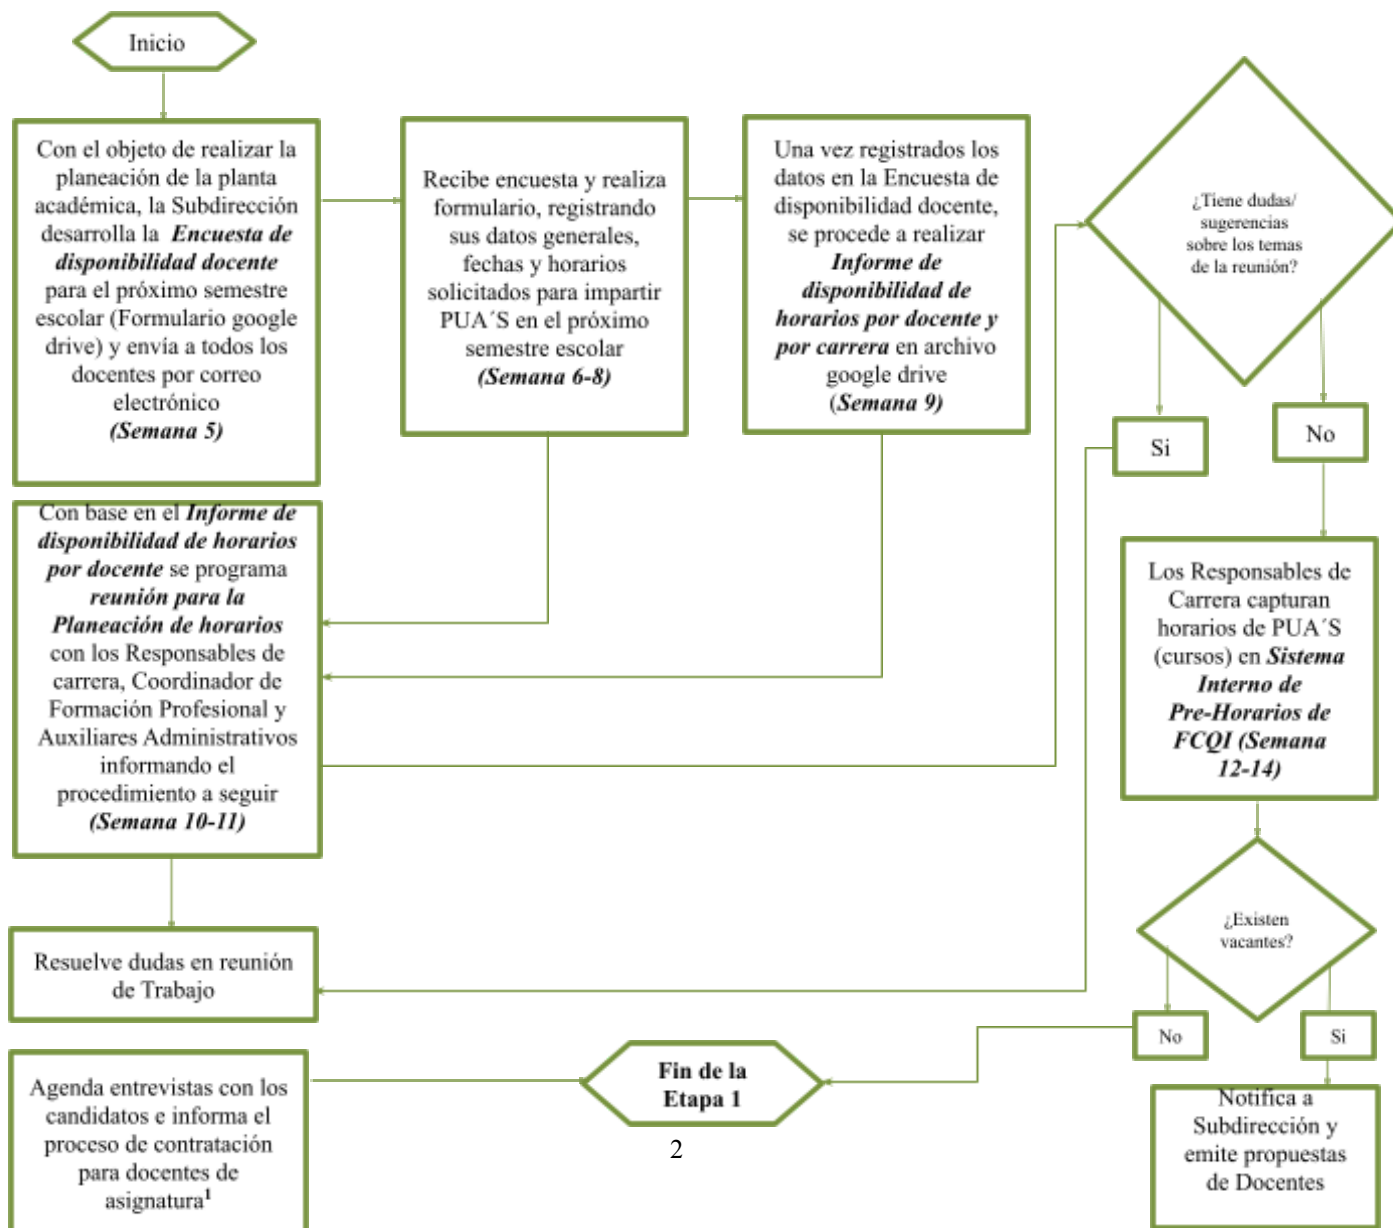 Inicio
Con el objeto de realizar la
planeación de la planta
académica, la Subdirección
desarrolla la Encuesta de
disponibilidad docente
para el próximo semestre
escolar (Formulario google
drive) y envía a todos los
docentes por correo
electrónico
(Semana 5)
Recibe encuesta y realiza
formulario, registrando
sus datos generales,
fechas y horarios
solicitados para impartir
PUA´S en el próximo
semestre escolar
(Semana 6-8)
Una vez registrados los
datos en la Encuesta de
disponibilidad docente,
se procede a realizar
Informe de
disponibilidad de
horarios por docente y
por carrera en archivo
google drive
(Semana 9)
¿Tiene dudas/
sugerencias
sobre los temas
de la reunión?
Si
No
Con base en el Informe de
disponibilidad de horarios
por docente se programa
reunión para la
Planeación de horarios
con los Responsables de
carrera, Coordinador de
Formación Profesional y
Auxiliares Administrativos
informando el
procedimiento a seguir
(Semana 10-11)
Los Responsables de
Carrera capturan
horarios de PUA´S
(cursos) en Sistema
Interno de
Pre-Horarios de
FCQI (Semana
12-14)
¿Existen
vacantes?
Resuelve dudas en reunión
de Trabajo
No
Si
Agenda entrevistas con los
candidatos e informa el
proceso de contratación
para docentes de
asignatura¹
Fin de la
Etapa 1
2
Notifica a
Subdirección y
emite propuestas
de Docentes